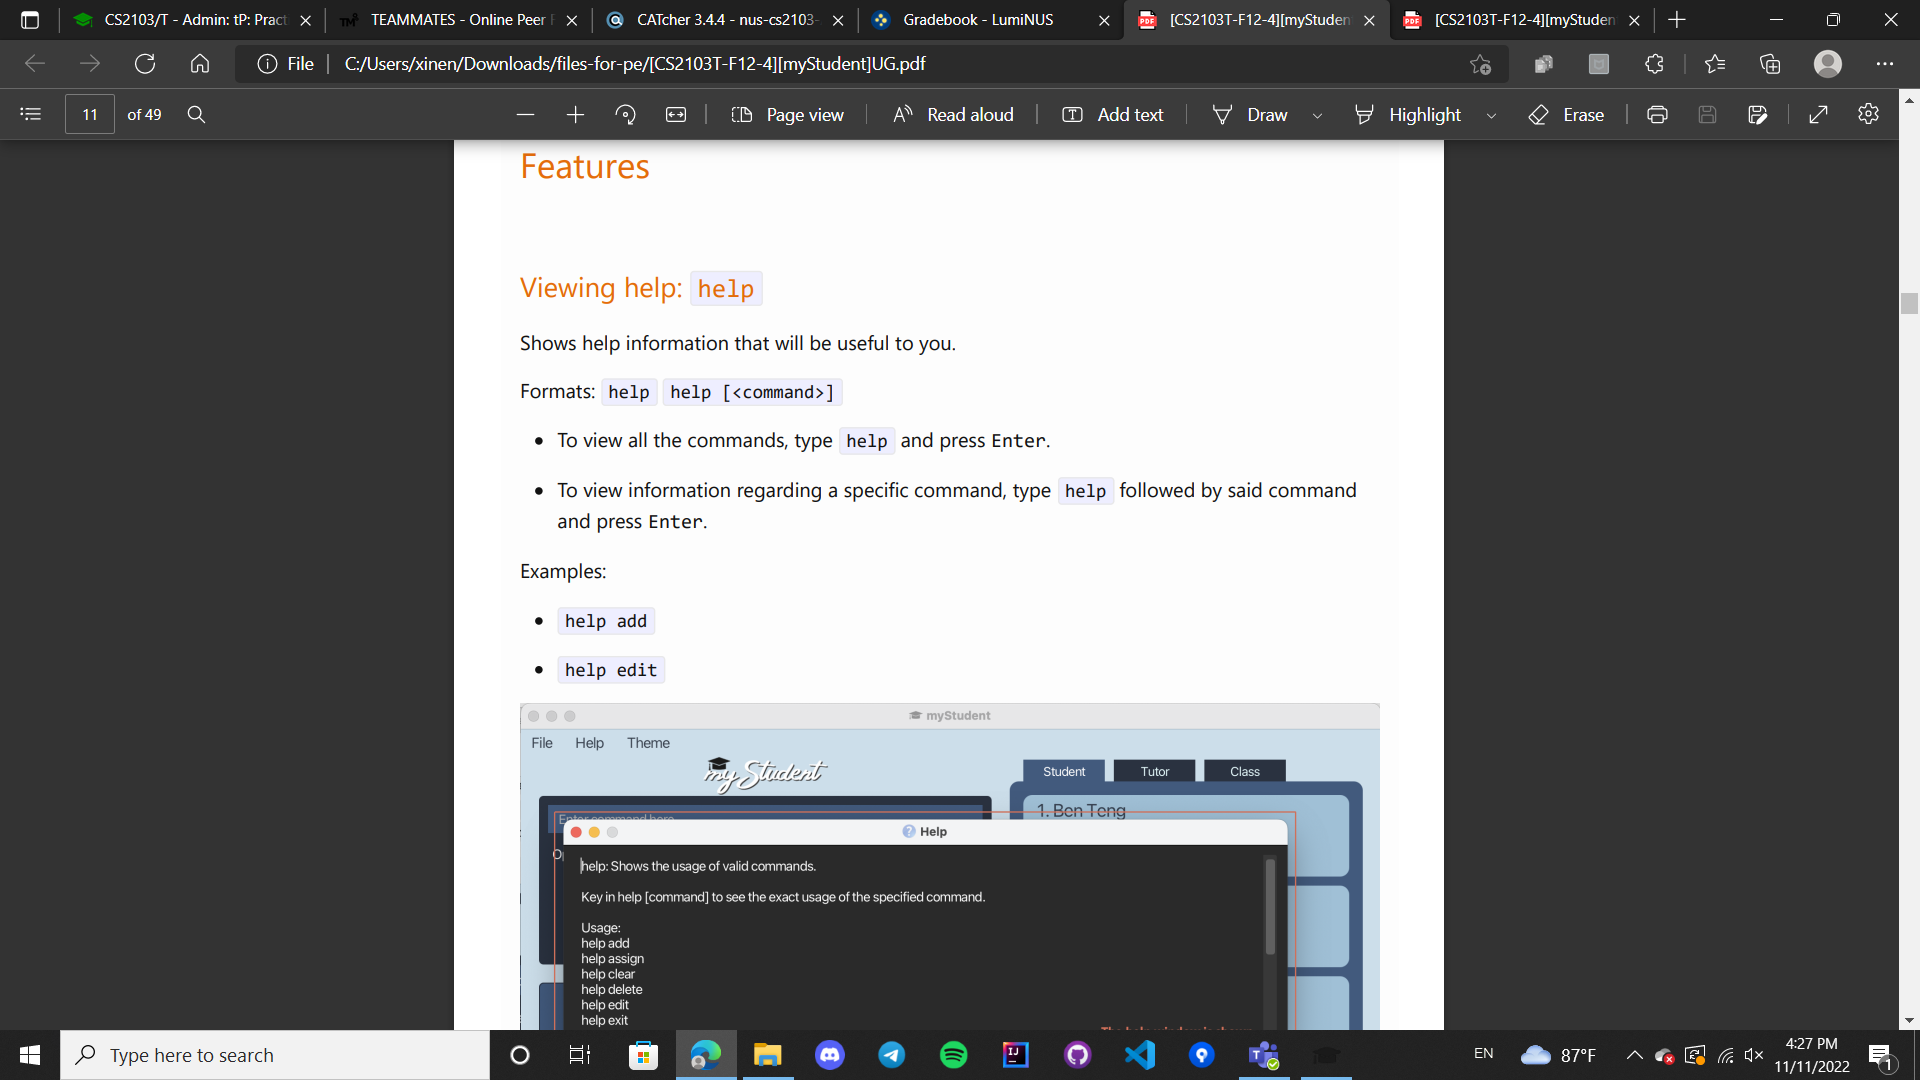 CS2103/T - Admin: tP: Pract
TEAMMATES - Online Peer F
CATcher 3.4.4 - nus-cs2103-
Gradebook - LumiNUS
[CS2103T-F12-4][myStuden
[CS2103T-F12-4][myStuden
File
C:/Users/xinen/Downloads/files-for-pe/[CS2103T-F12-4][myStudent]UG.pdf
11 of 49
Page view
Read aloud
Add text
Draw
Highlight
Erase
Features
Viewing help: help
Shows help information that will be useful to you.
Formats: help help [<command>]
• To view all the commands, type help and press Enter.
• To view information regarding a specific command, type help followed by said command
and press Enter.
Examples:
• help add
• help edit
myStudent
File Help Theme
my Student
Student Tutor Class
1. Ben Teng
Enter command here
Help
help: Shows the usage of valid commands.
Key in help [command] to see the exact usage of the specified command.
Usage:
help add
help assign
help clear
help delete
help edit
help exit
Type here to search
EN
87°F
4:27 PM
11/11/2022
1